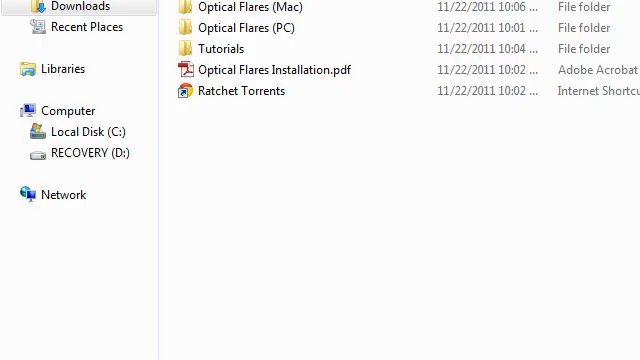 Downloads
Optical Flares (Mac) 11/22/2011 10:06 ... File folder
Recent Places
Optical Flares (PC) 11/22/2011 10:01 ... File folder
Tutorials 11/22/2011 10:04 ... File folder
Libraries
Optical Flares Installation.pdf 11/22/2011 10:02 ... Adobe Acrobat
Ratchet Torrents 11/22/2011 10:02 ... Internet Shortcu
Computer
Local Disk (C:)
RECOVERY (D:)
Network